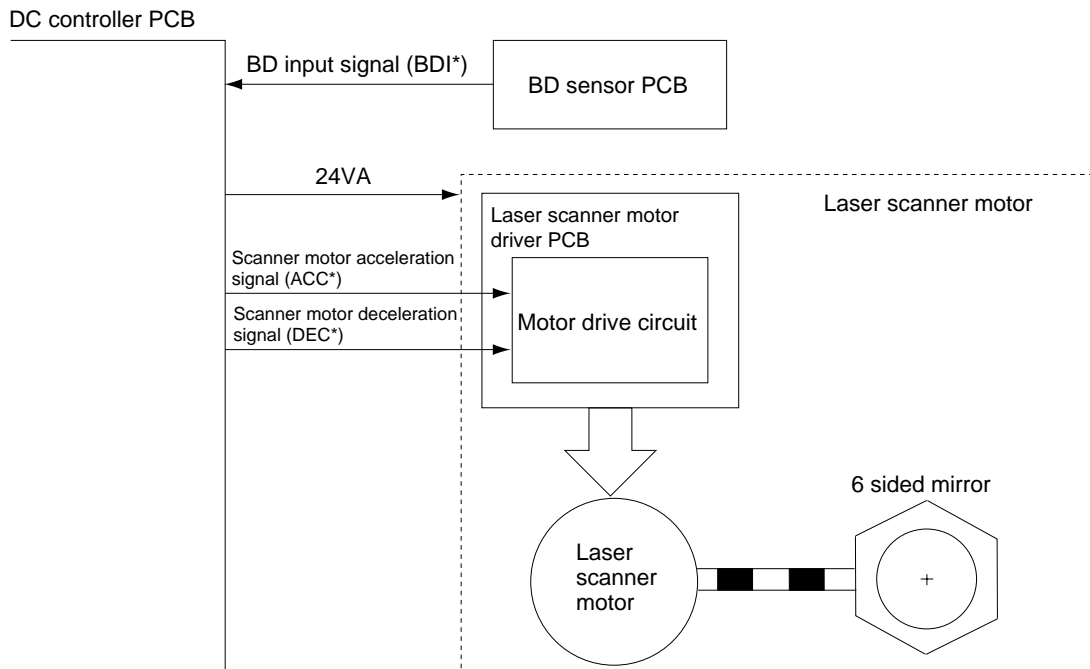 DC controller PCB
BD input signal (BDI*)
BD sensor PCB
24VA
Laser scanner motor
Laser scanner motor
driver PCB
Scanner motor acceleration
signal (ACC*)
Motor drive circuit
Scanner motor deceleration
signal (DEC*)
6 sided mirror
Laser
scanner
motor